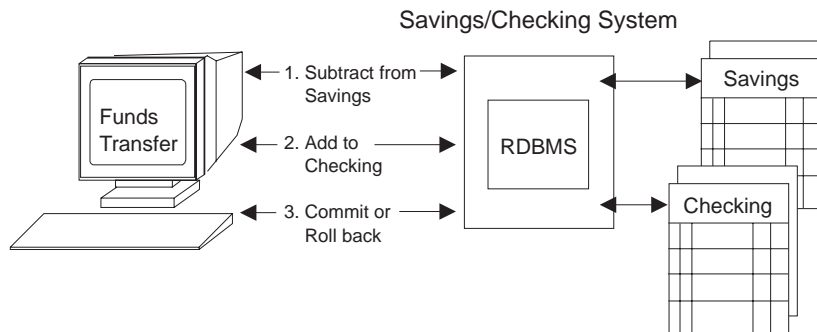 Savings/Checking System
Funds
Transfer
1. Subtract from
Savings
2. Add to
Checking
3. Commit or
Roll back
RDBMS
Savings
Checking